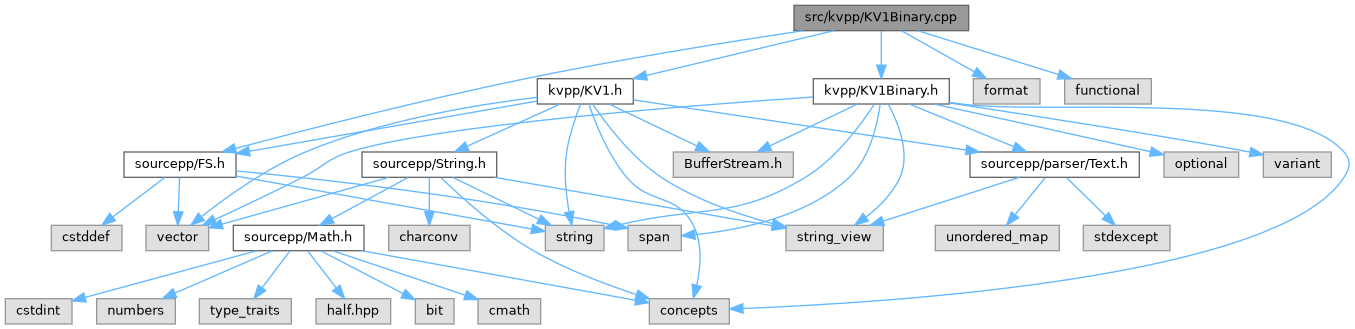 src/kvpp/KV1Binary.cpp
kvpp/KV1.h
kvpp/KV1Binary.h
format
functional
sourcepp/FS.h
sourcepp/String.h
BufferStream.h
sourcepp/parser/Text.h
optional
variant
cstddef
vector
sourcepp/Math.h
charconv
string
span
string_view
unordered_map
stdexcept
cstdint
numbers
type_traits
half.hpp
bit
cmath
concepts